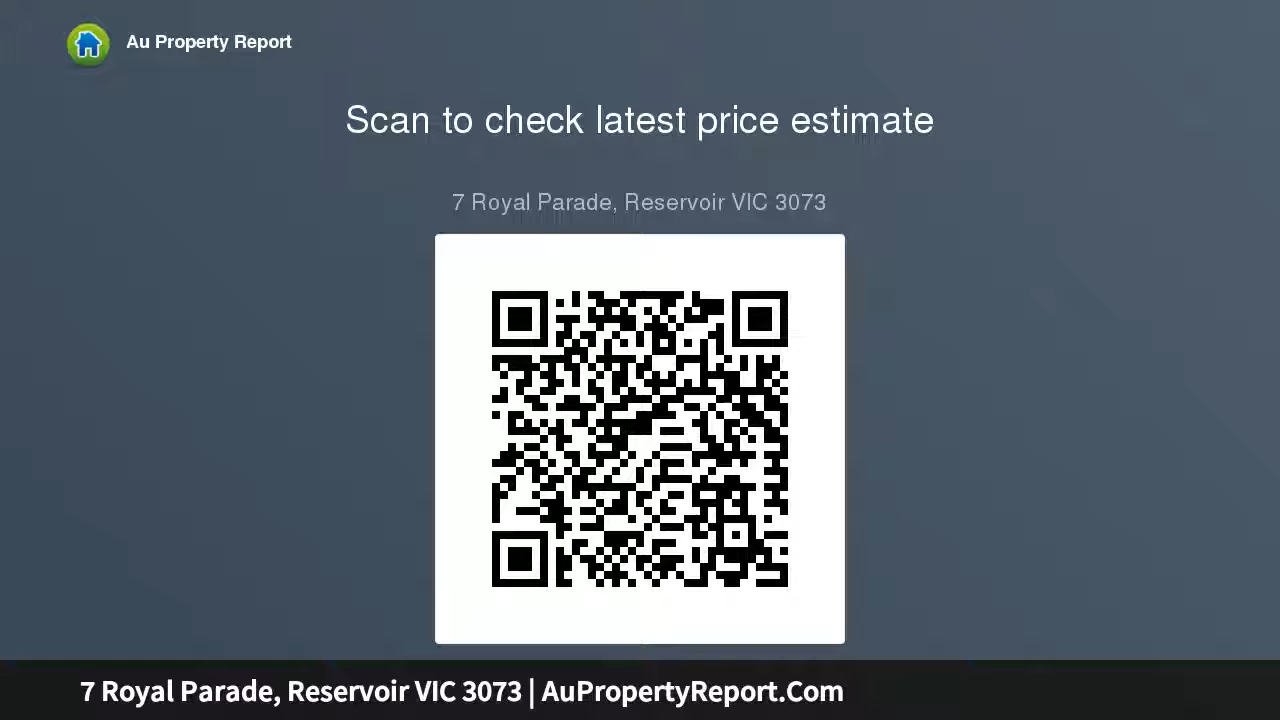 Au Property Report
Scan to check latest price estimate
7 Royal Parade, Reservoir VIC 3073
7 Royal Parade, Reservoir VIC 3073 | AuPropertyReport.Com